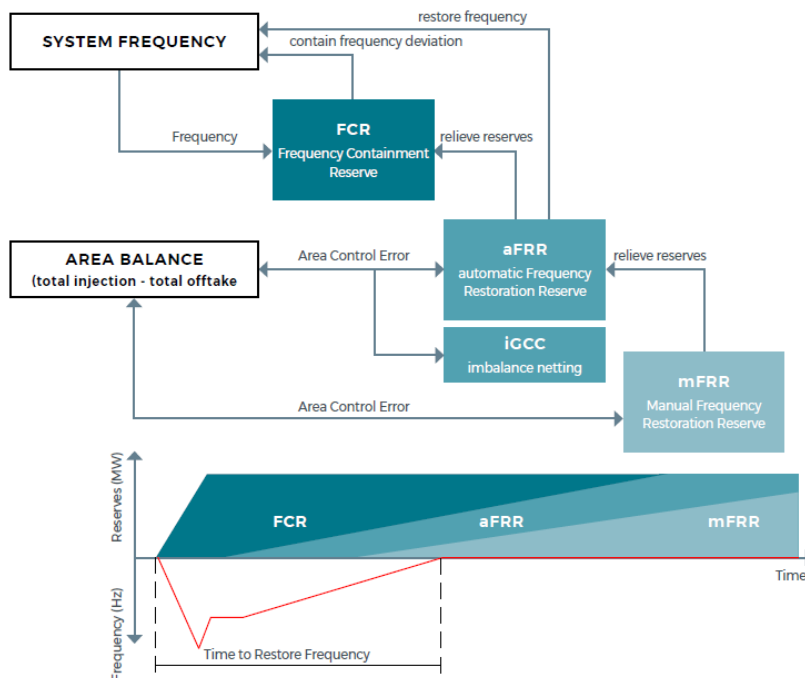 restore frequency
SYSTEM FREQUENCY
contain frequency deviation
Frequency
FCR
Frequency Containment
Reserve
relieve reserves
AREA BALANCE
(total injection - total offtake
Area Control Error
aFRR
automatic Frequency
Restoration Reserve
relieve reserves
iGCC
imbalance netting
mFRR
Manual Frequency
Restoration Reserve
Area Control Error
Reserves (MW)
FCR
aFRR
mFRR
Time
Frequency (Hz)
Time to Restore Frequency